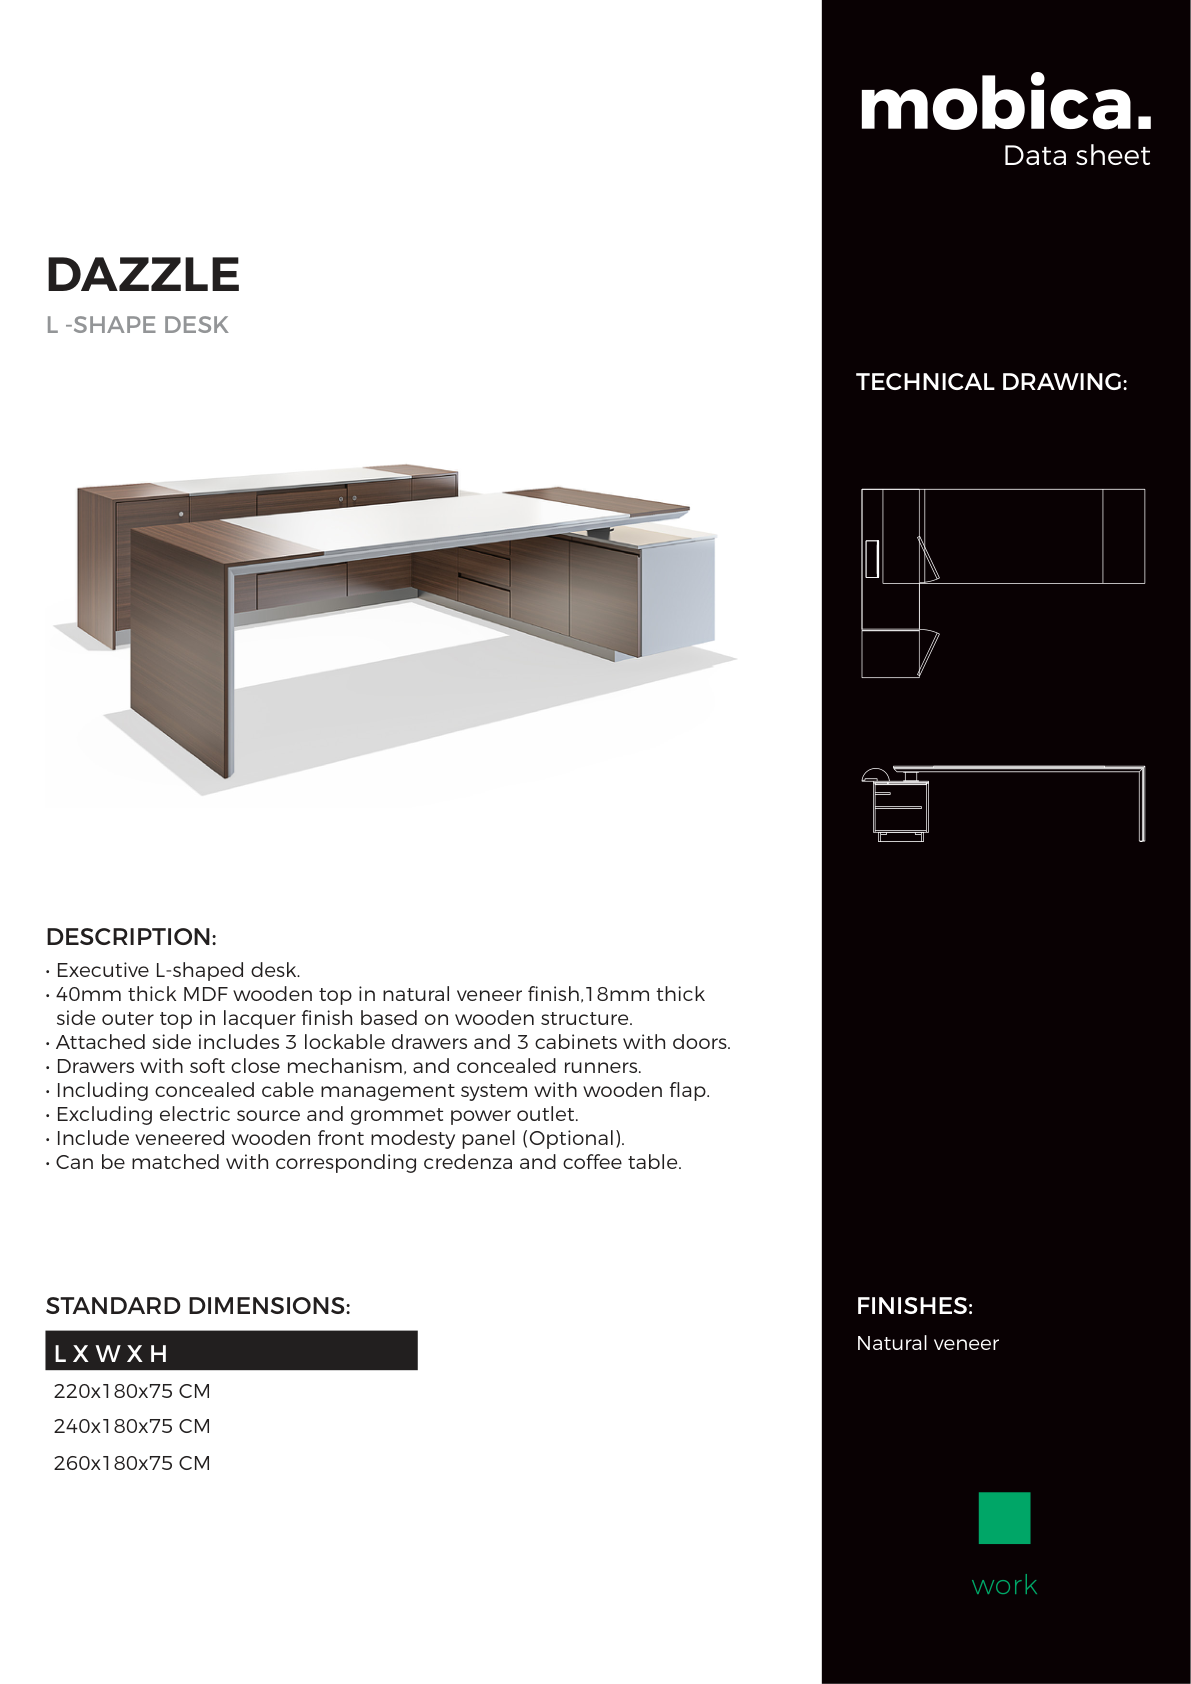 mobica.
Data sheet
DAZZLE
L -SHAPE DESK
TECHNICAL DRAWING:
DESCRIPTION:
• Executive L-shaped desk.
• 40mm thick MDF wooden top in natural veneer finish,18mm thick
side outer top in lacquer finish based on wooden structure.
• Attached side includes 3 lockable drawers and 3 cabinets with doors.
• Drawers with soft close mechanism, and concealed runners.
• Including concealed cable management system with wooden flap.
• Excluding electric source and grommet power outlet.
• Include veneered wooden front modesty panel (Optional).
• Can be matched with corresponding credenza and coffee table.
STANDARD DIMENSIONS:
L X W X H
220x180x75 CM
240x180x75 CM
260x180x75 CM
FINISHES:
Natural veneer
work